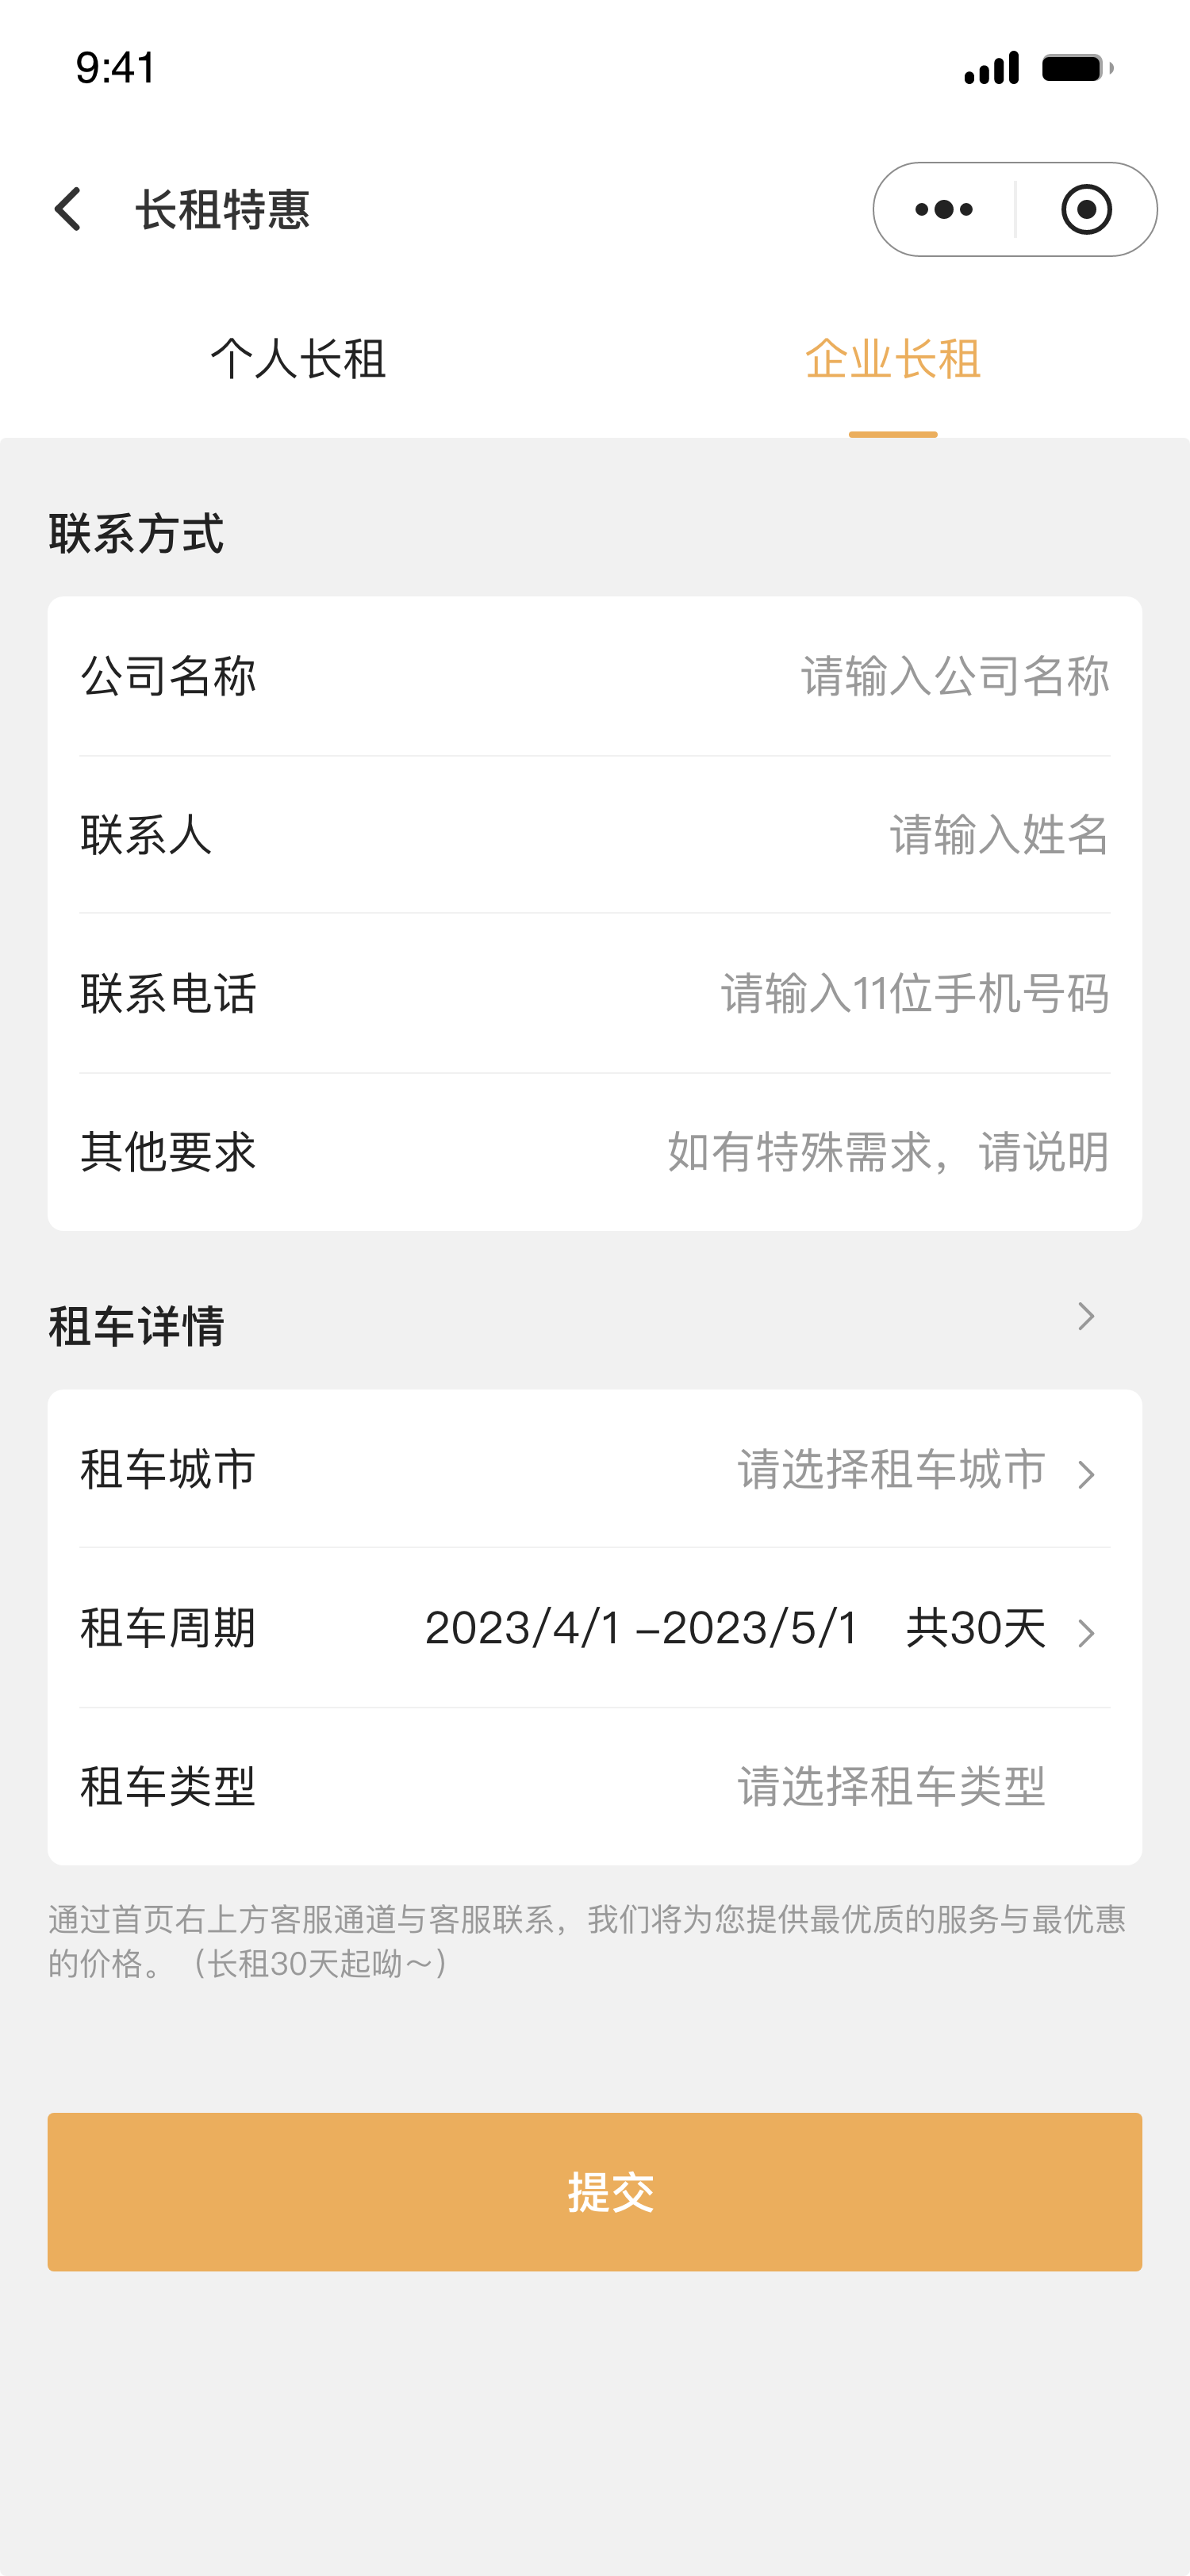 9:41
长租特惠
个人长租 企业长租
联系方式
公司名称 请输入公司名称
联系人 请输入姓名
联系电话 请输入11位手机号码
其他要求 如有特殊需求，请说明
租车详情
租车城市 请选择租车城市
租车周期 2023/4/1 -2023/5/1 共30天
租车类型 请选择租车类型
通过首页右上方客服通道与客服联系，我们将为您提供最优质的服务与最优惠
的价格。（长租30天起呦～）
提交